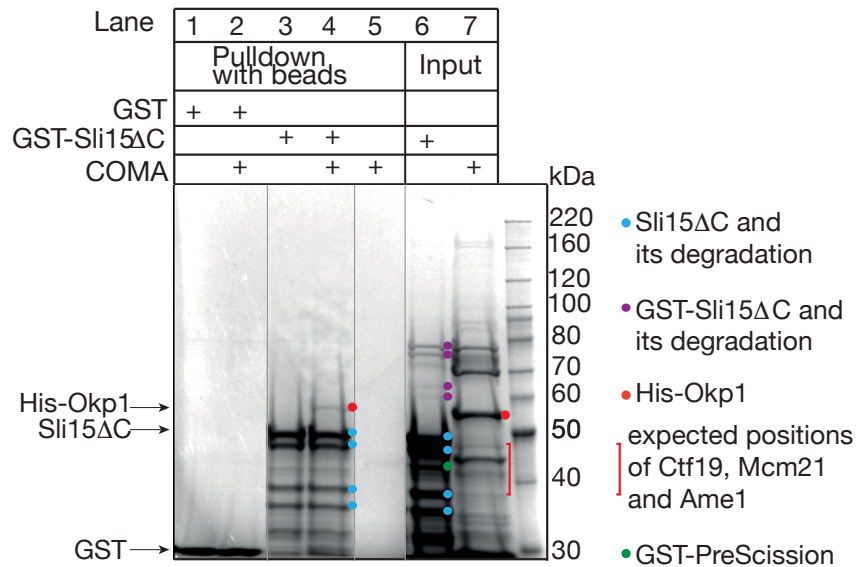 Lane 1 2 3 4 5 6 7
Pulldown
with beads
Input
GST + +
GST-Sli15ΔC + + +
COMA + + + +
kDa
220
160
120
100
80
70
60
50
40
30
His-Okp1
Sli15ΔC
GST
Sli15ΔC and
its degradation
GST-Sli15ΔC and
its degradation
His-Okp1
expected positions
of Ctf19, Mcm21
and Ame1
GST-PreScission